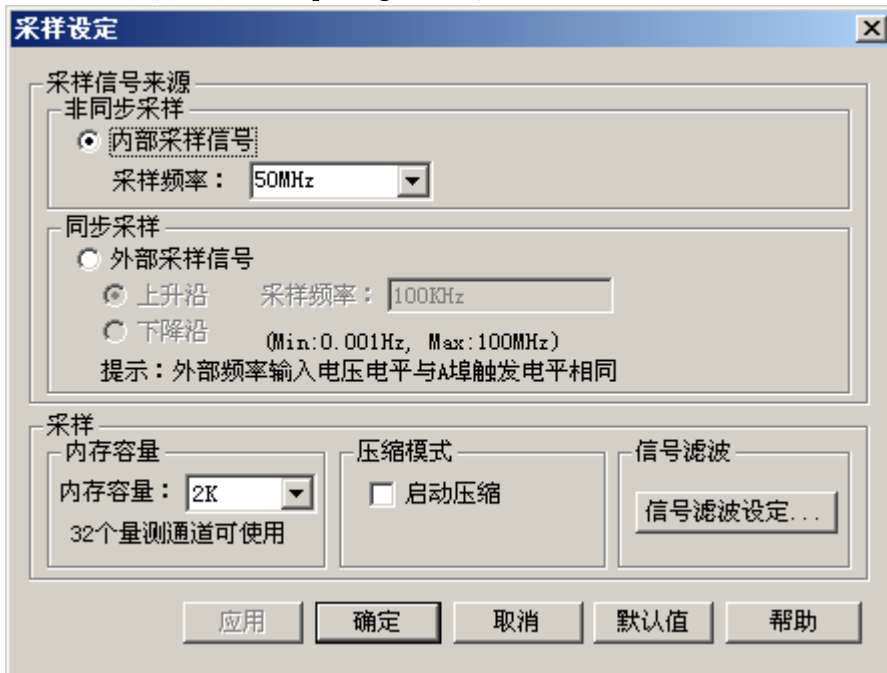 采样设定
采样信号来源
非同步采样
内部采样信号
采样频率： 50MHz
同步采样
外部采样信号
上升沿 采样频率： 100KHz
下降沿 (Min:0.001Hz, Max:100MHz)
提示：外部频率输入电压电平与A埠触发电平相同
采样
内存容量 压缩模式 信号滤波
内存容量： 2K 启动压缩 信号滤波设定...
32个量测通道可使用
应用 确定 取消 默认值 帮助